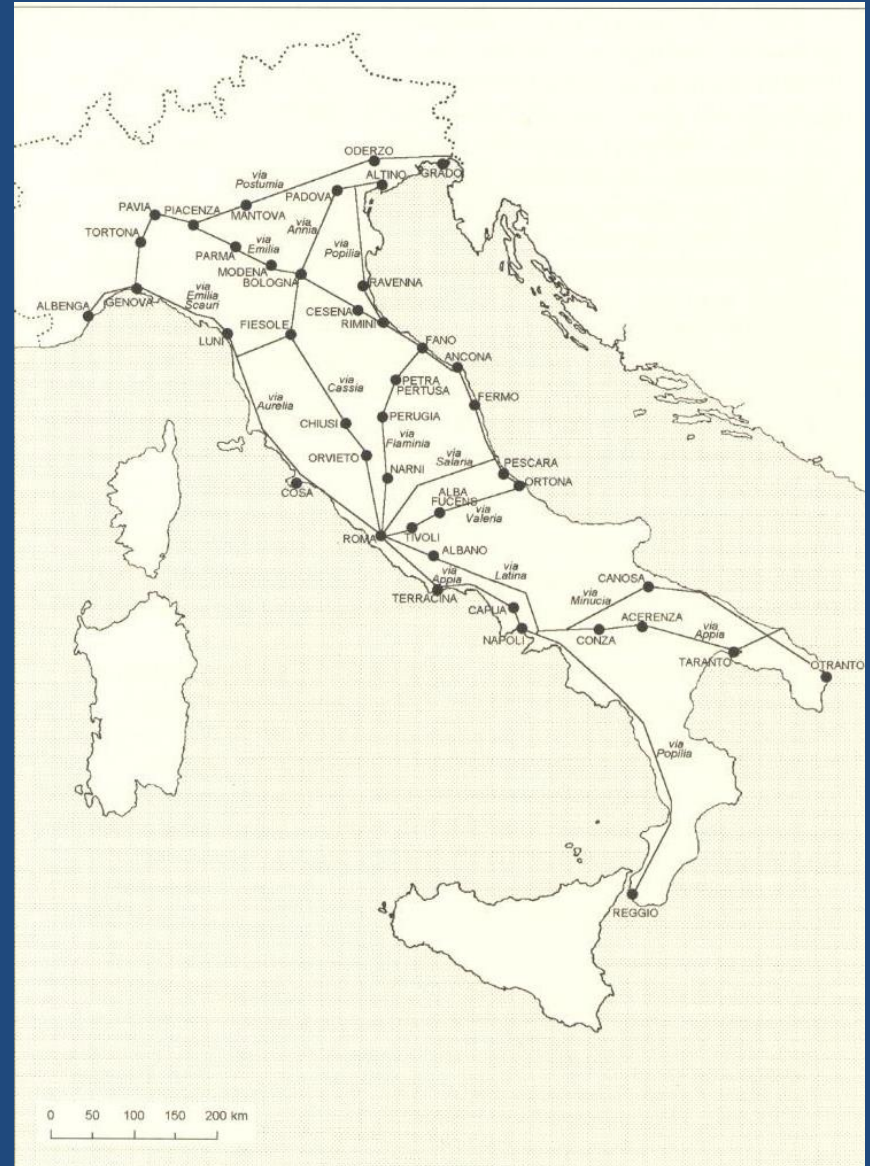 ODERZO
via
Postumia
ALTINO
GRADO
PADOVA
PAVIA
PIACENZA
MANTOVA
via
Annia
TORTONA
PARMA
via
Emilia
via
Popilia
MODENA
BOLOGNA
RAVENNA
via
Emilia
Scauri
ALBENGA
GENOVA
CESENA
RIMINI
LUNI
FIESOLE
FANO
ANCONA
via
Cassia
PETRA
PERTUSA
via
Aurelia
FERMO
PERUGIA
CHIUSI
via
Flaminia
via
Salaria
ORVIETO
NARNI
PESCARA
COSA
ALBA
FUCENS
ORTONA
via
Valeria
ROMA
TIVOLI
ALBANO
via
Appia
via
Latina
TERRACINA
CANOSA
via
Minucia
CAPUA
ACERENZA
via
Appia
NAPOLI
CONZA
TARANTO
OTRANTO
via
Popilia
REGGIO
0 50 100 150 200 km